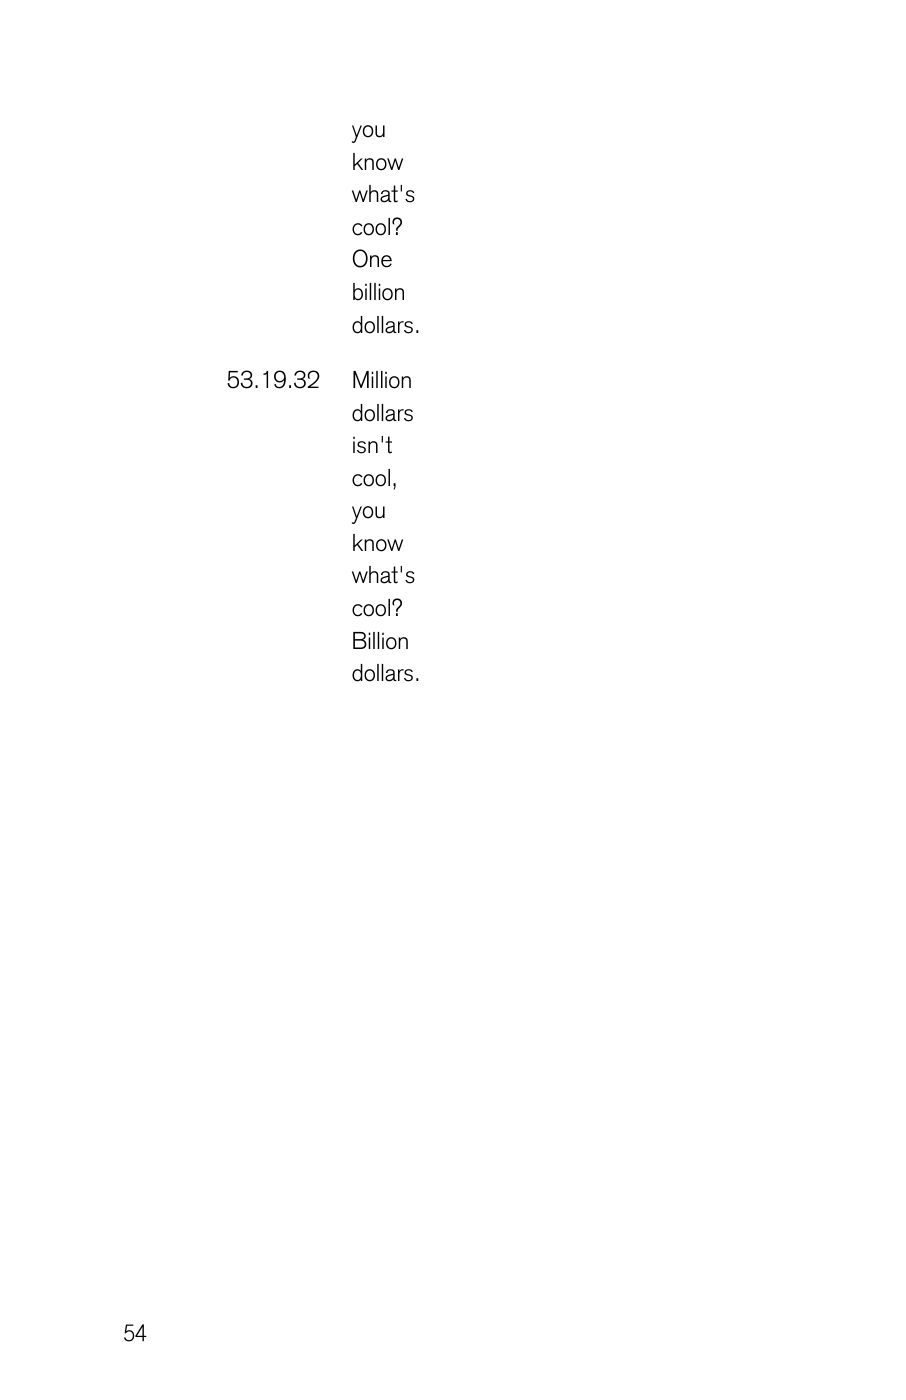 you
know
what's
cool?
One
billion
dollars.
53.19.32 Million
dollars
isn't
cool,
you
know
what's
cool?
Billion
dollars.
54